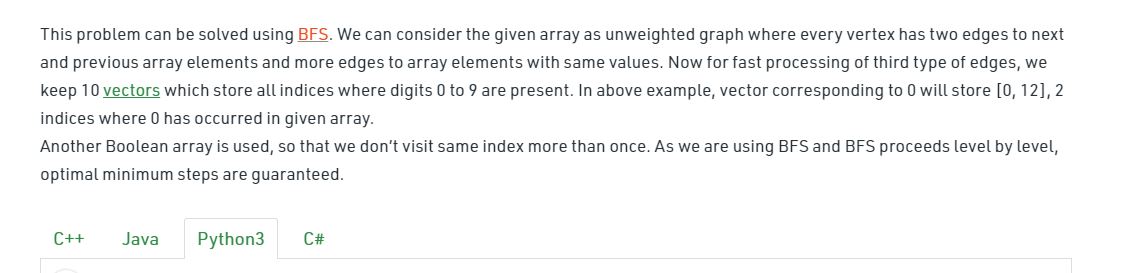 This problem can be solved using BFS. We can consider the given array as unweighted graph where every vertex has two edges to next
and previous array elements and more edges to array elements with same values. Now for fast processing of third type of edges, we
keep 10 vectors which store all indices where digits 0 to 9 are present. In above example, vector corresponding to 0 will store [0, 12], 2
indices where 0 has occurred in given array.
Another Boolean array is used, so that we don’t visit same index more than once. As we are using BFS and BFS proceeds level by level,
optimal minimum steps are guaranteed.
C++ Java Python3 C#